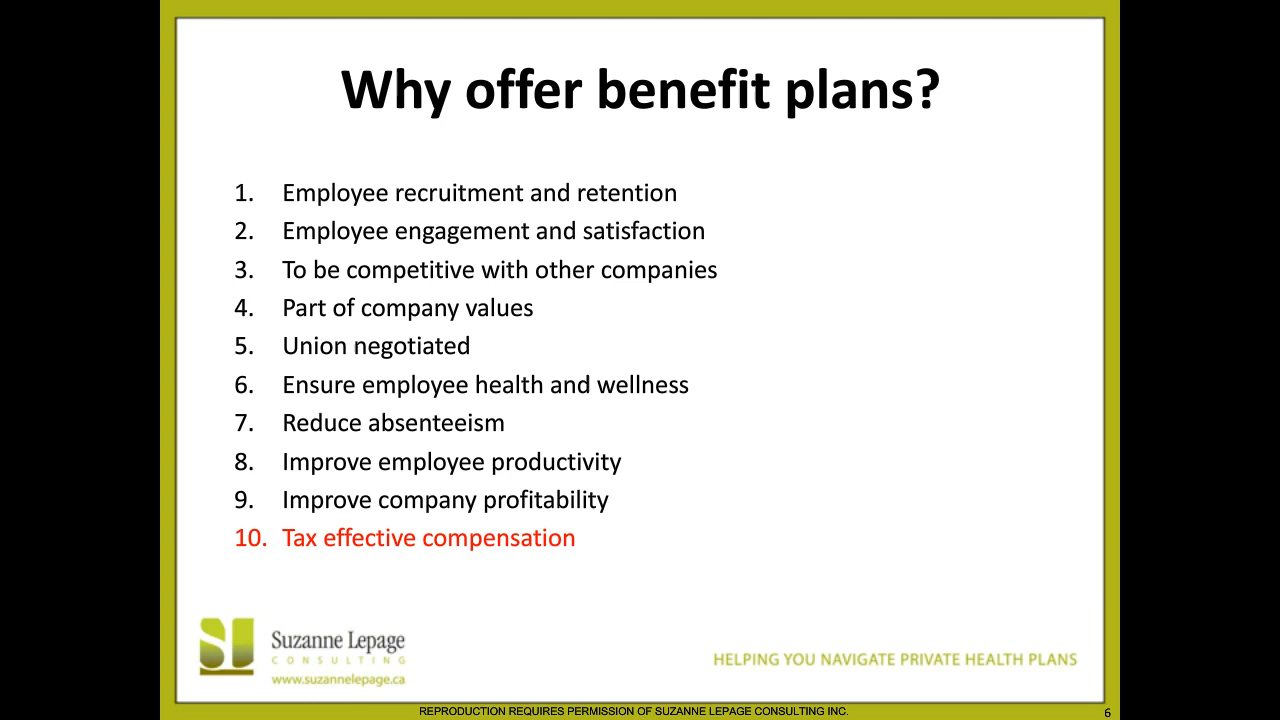 Why offer benefit plans?
1. Employee recruitment and retention
2. Employee engagement and satisfaction
3. To be competitive with other companies
4. Part of company values
5. Union negotiated
6. Ensure employee health and wellness
7. Reduce absenteeism
8. Improve employee productivity
9. Improve company profitability
10. Tax effective compensation
SL Suzanne Lepage
CONSULTING
www.suzannelepage.ca
HELPING YOU NAVIGATE PRIVATE HEALTH PLANS
REPRODUCTION REQUIRES PERMISSION OF SUZANNE LEPAGE CONSULTING INC.
6